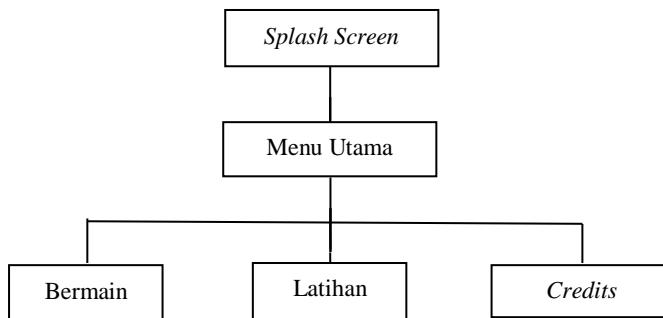 Splash Screen
Menu Utama
Bermain
Latihan
Credits